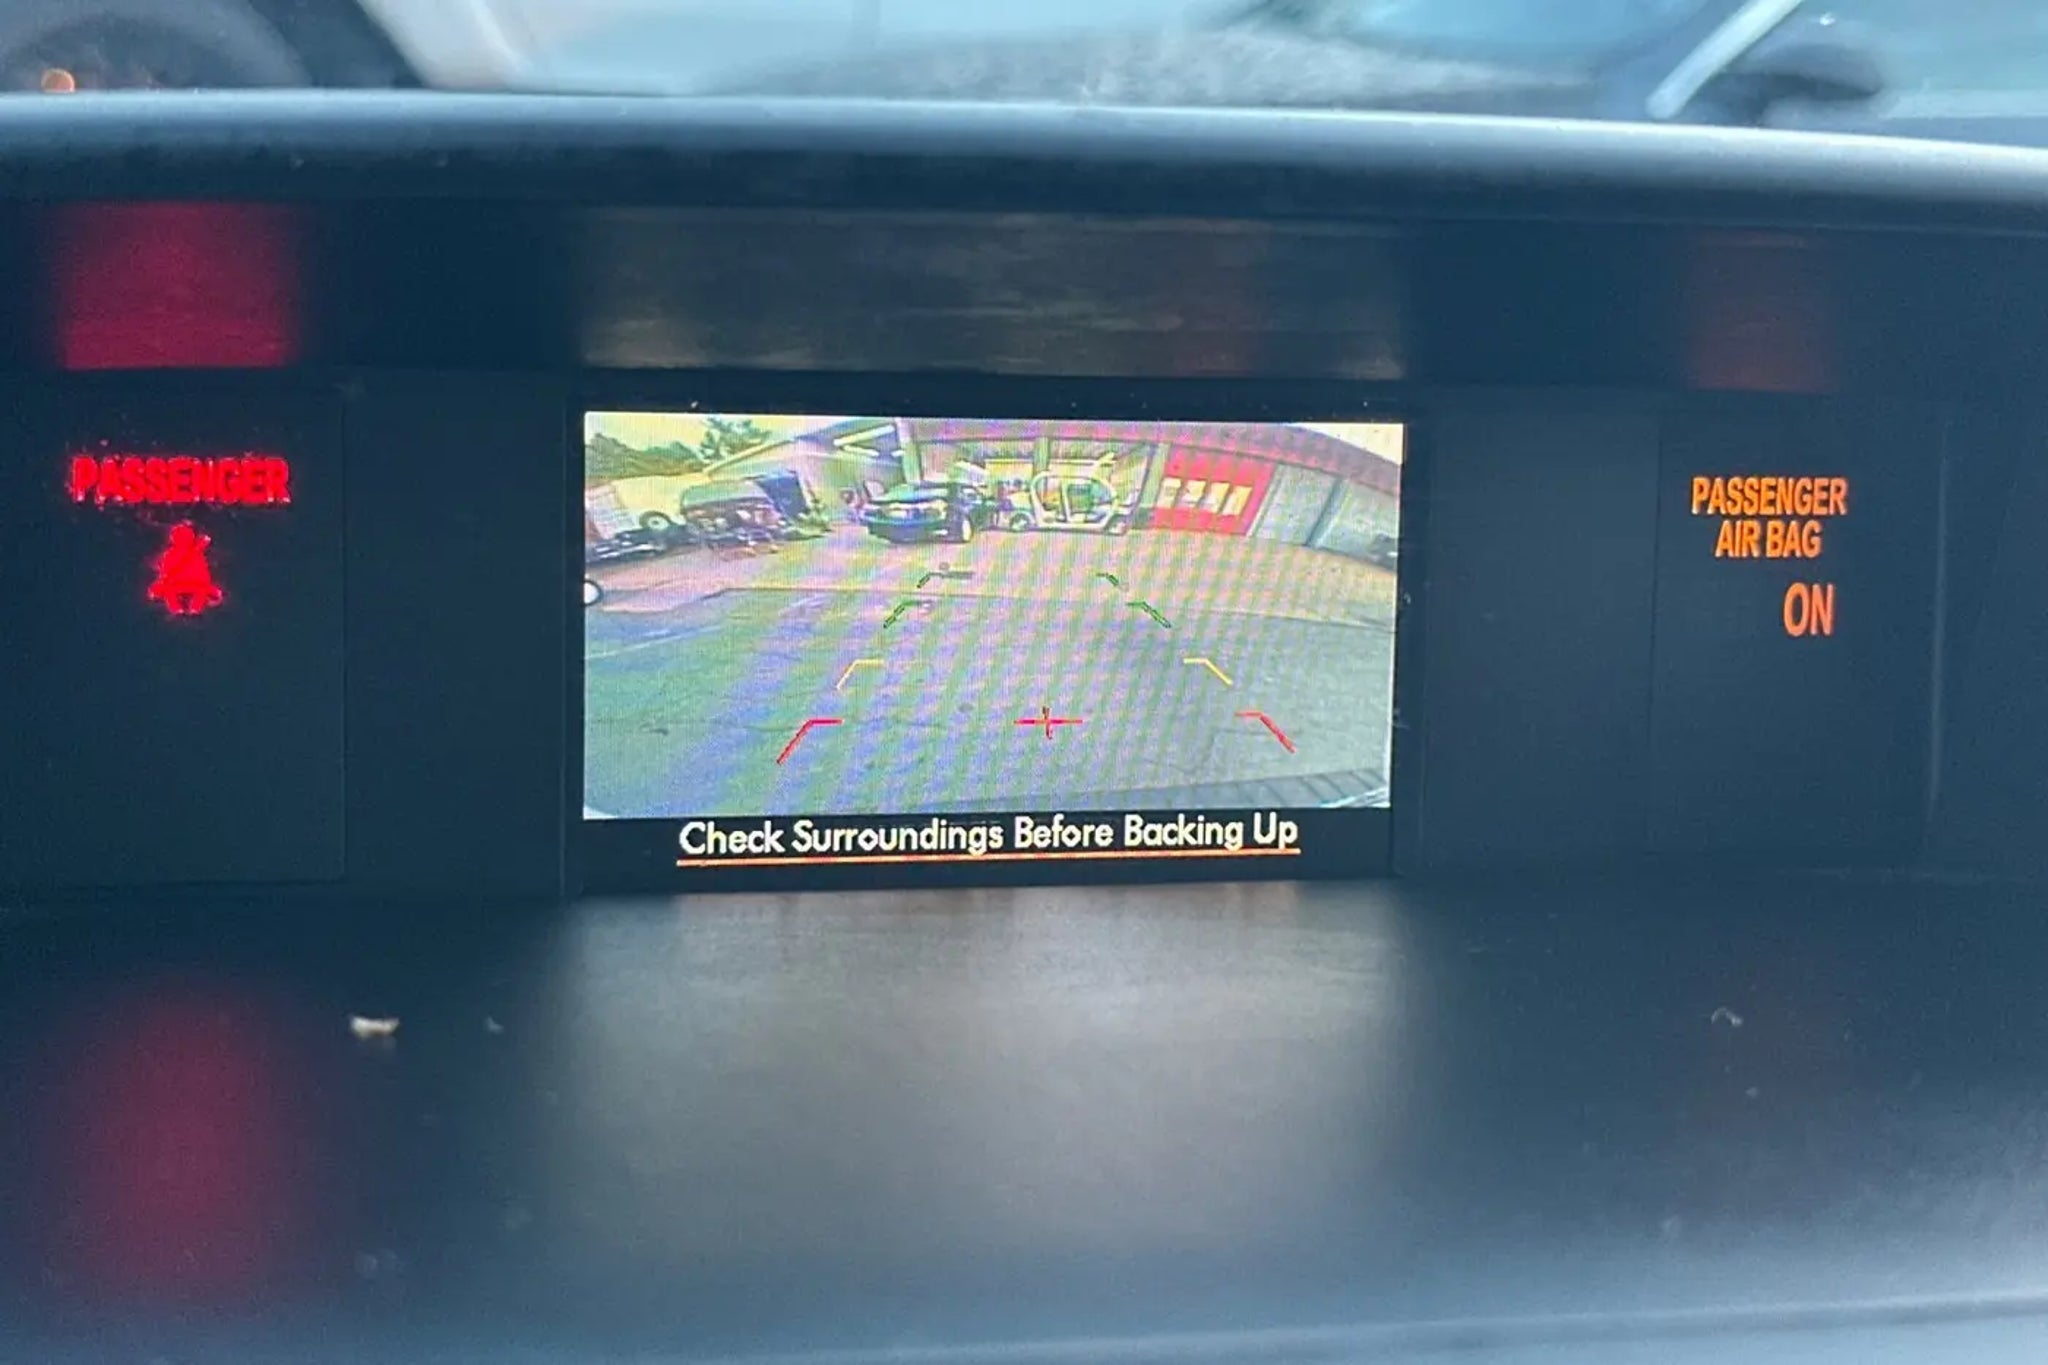 PASSENGER
PASSENGER
AIR BAG
ON
Check Surroundings Before Backing Up